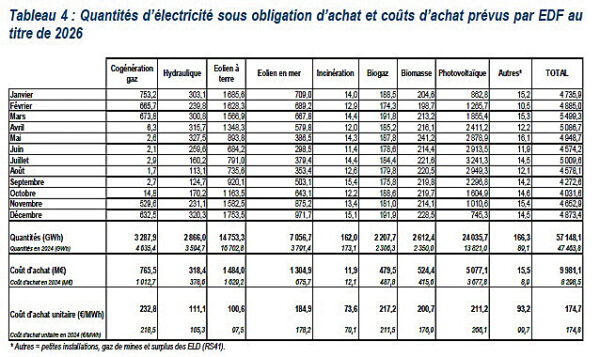 Tableau 4 : Quantités d'électricité sous obligation d'achat et coûts d'achat prévus par EDF au
titre de 2026
Cogénération gaz Hydraulique Eolien à terre Eolien en mer Incinération Biogaz Biomasse Photovoltaïque Autres* TOTAL
Janvier 753,2 303,1 1 685,6 709,0 14,0 188,5 204,6 862,8 15,2 4 735,9
Février 665,7 239,8 1 628,3 689,2 12,9 174,3 198,7 1 265,7 10,5 4 885,0
Mars 673,8 300,8 1 566,9 667,8 14,4 191,8 213,2 1 855,4 15,3 5 499,3
Avril 6,3 315,7 1 348,3 579,8 12,0 185,2 216,1 2 411,2 12,2 5 086,7
Mai 2,6 327,5 893,8 386,5 14,3 187,8 241,2 2 878,9 16,1 4 948,7
Juin 2,1 259,6 684,2 298,5 11,4 178,6 214,4 2 913,5 11,9 4 574,2
Juillet 2,9 160,2 791,0 379,4 14,4 184,4 221,6 3 241,3 14,5 5 009,6
Août 1,7 113,1 735,6 353,4 12,6 179,8 220,5 2 949,3 12,1 4 578,1
Septembre 2,7 124,7 920,1 503,1 15,4 175,8 219,8 2 296,8 14,2 4 272,6
Octobre 14,8 170,2 1 163,5 643,1 12,2 188,6 219,7 1 604,9 14,0 4 031,1
Novembre 529,6 231,1 1 582,5 875,2 13,4 181,0 214,1 1 010,6 15,4 4 652,9
Décembre 632,5 320,3 1 753,5 971,7 15,1 191,9 228,5 745,3 14,5 4 873,4
Quantités (GWh) 3 287,9 2 866,0 14 753,3 7 056,7 162,0 2 207,7 2 612,4 24 035,7 166,3 57 148,1
Quantités en 2024 (GWh) 4 635,4 3 594,7 16 702,8 3 791,4 173,1 2 306,3 2 350,0 13 821,0 89,1 47 463,8
Coût d'achat (M€) 765,5 318,4 1 484,0 1 304,9 11,9 479,5 524,4 5 077,1 15,5 9 981,1
Coût d'achat en 2024 (M€) 1 012,7 378,6 1 629,2 675,7 12,1 487,8 415,6 3 677,8 8,9 8 298,5
Coût d'achat unitaire (€/MWh) 232,8 111,1 100,6 184,9 73,6 217,2 200,7 211,2 93,2 174,7
Coût unitaire en 2024 (€/MWh) 218,5 105,3 97,5 178,2 70,1 211,5 176,9 266,1 99,7 174,8
* Autres = petites installations, gaz de mines et surplus des ELD (RS41).